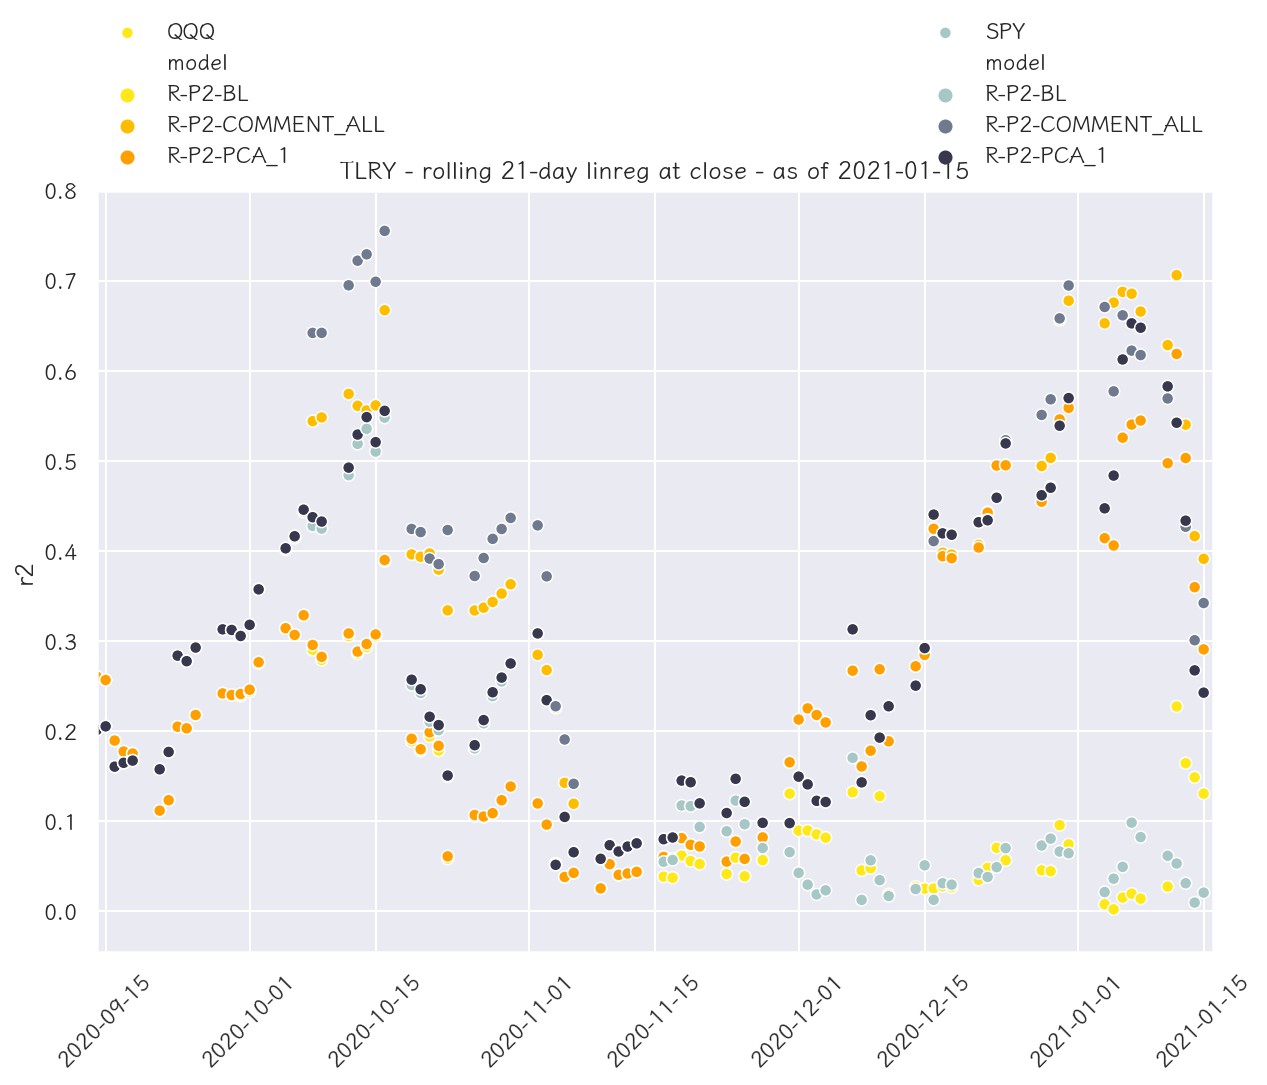 QQQ
model
R-P2-BL
R-P2-COMMENT_ALL
R-P2-PCA_1
SPY
model
R-P2-BL
R-P2-COMMENT_ALL
R-P2-PCA_1
TLRY - rolling 21-day linreg at close - as of 2021-01-15
0.8
0.7
0.6
0.5
0.4
0.3
0.2
0.1
0.0
r2
2020-09-15
2020-10-01
2020-10-15
2020-11-01
2020-11-15
2020-12-01
2020-12-15
2021-01-01
2021-01-15